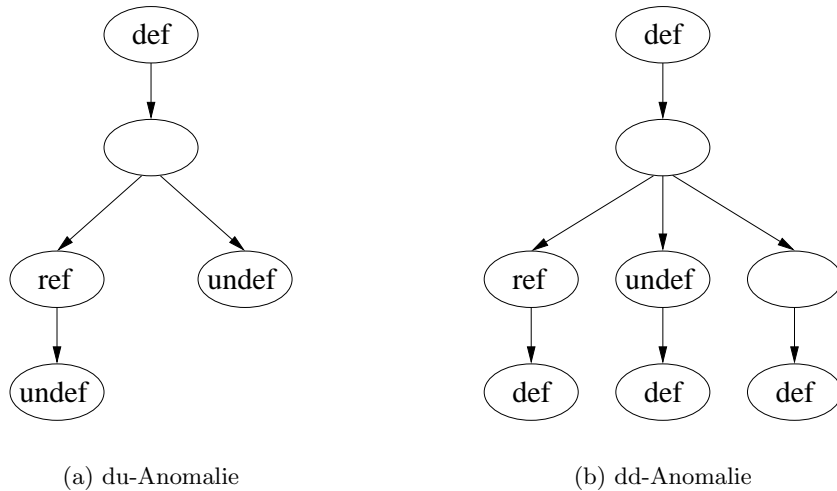 def
ref
undef
undef
(a) du-Anomalie
def
ref
undef
def
def
def
(b) dd-Anomalie